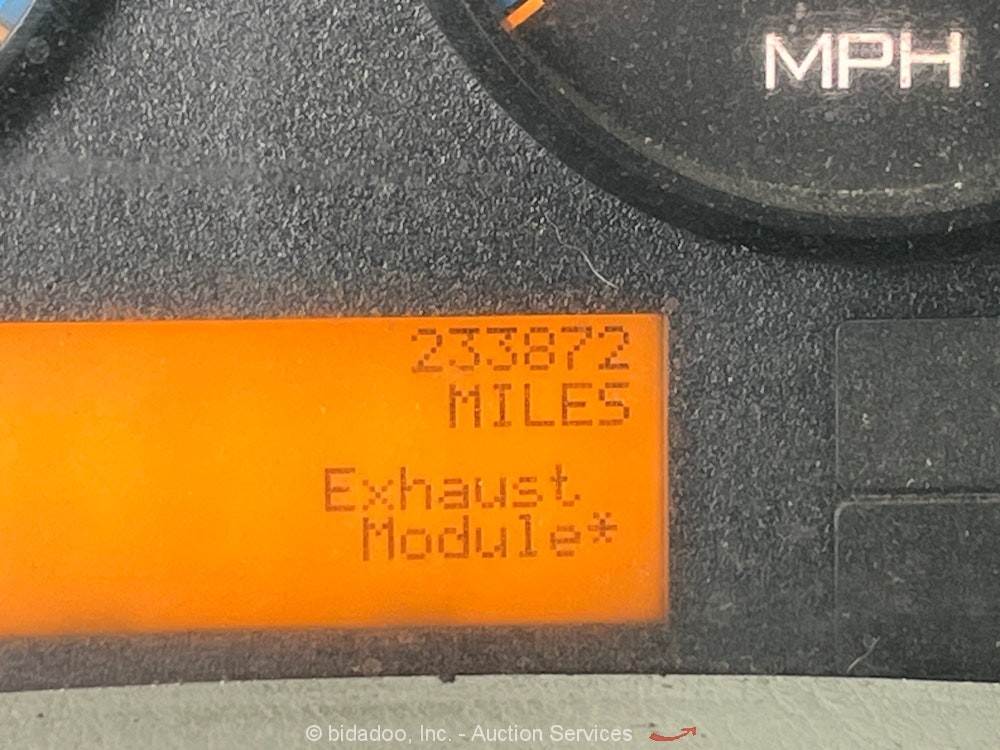 MPH
233872
MILES
Exhaust
Module*
© bidadoo, Inc. - Auction Services